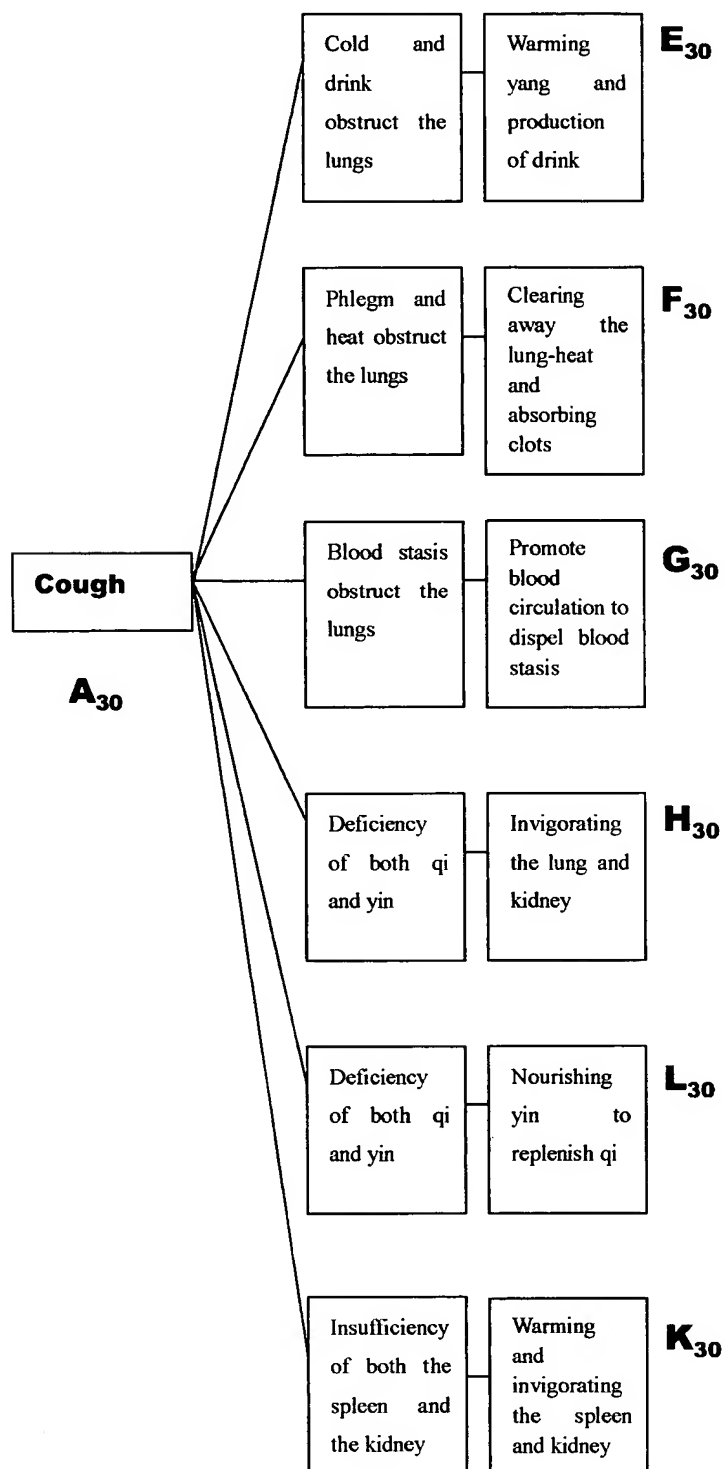 Cold and
drink
obstruct the
lungs
Warming
yang and
production
of drink
E30
Phlegm and
heat obstruct
the lungs
Clearing
away the
lung-heat
and
absorbing
clots
F30
Cough
A30
Blood stasis
obstruct the
lungs
Promote
blood
circulation to
dispel blood
stasis
G30
Deficiency
of both qi
and yin
Invigorating
the lung and
kidney
H30
Deficiency
of both qi
and yin
Nourishing
yin to
replenish qi
L30
Insufficiency
of both the
spleen and
the kidney
Warming
and
invigorating
the spleen
and kidney
K30